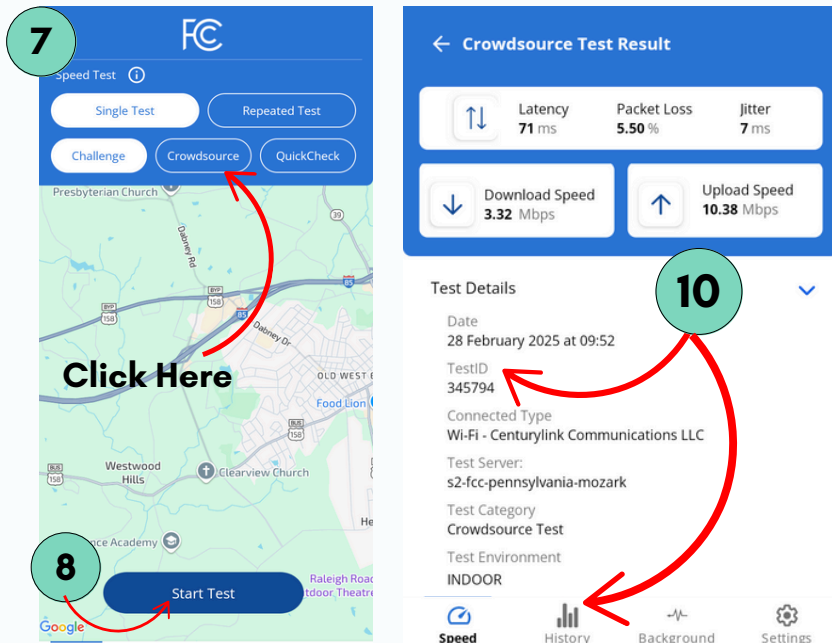 7
FCC
Speed Test
Single Test
Repeated Test
Challenge
Crowdsource
QuickCheck
Presbyterian Church
39
Dabney Rd
BYP
158
85
BYP
158
85
Dabney Dr
Click Here
OLD WEST
Food Lion
BUS
158
BUS
158
Westwood
Hills
Clearview Church
He
nce Academy
8
Start Test
Raleigh Road
tdoor Theatre
Google
Crowdsource Test Result
Latency
71 ms
Packet Loss
5.50 %
Jitter
7 ms
Download Speed
3.32 Mbps
Upload Speed
10.38 Mbps
Test Details
10
Date
28 February 2025 at 09:52
TestID
345794
Connected Type
Wi-Fi - Centurylink Communications LLC
Test Server:
s2-fcc-pennsylvania-mozark
Test Category
Crowdsource Test
Test Environment
INDOOR
Speed
History
Background
Settings